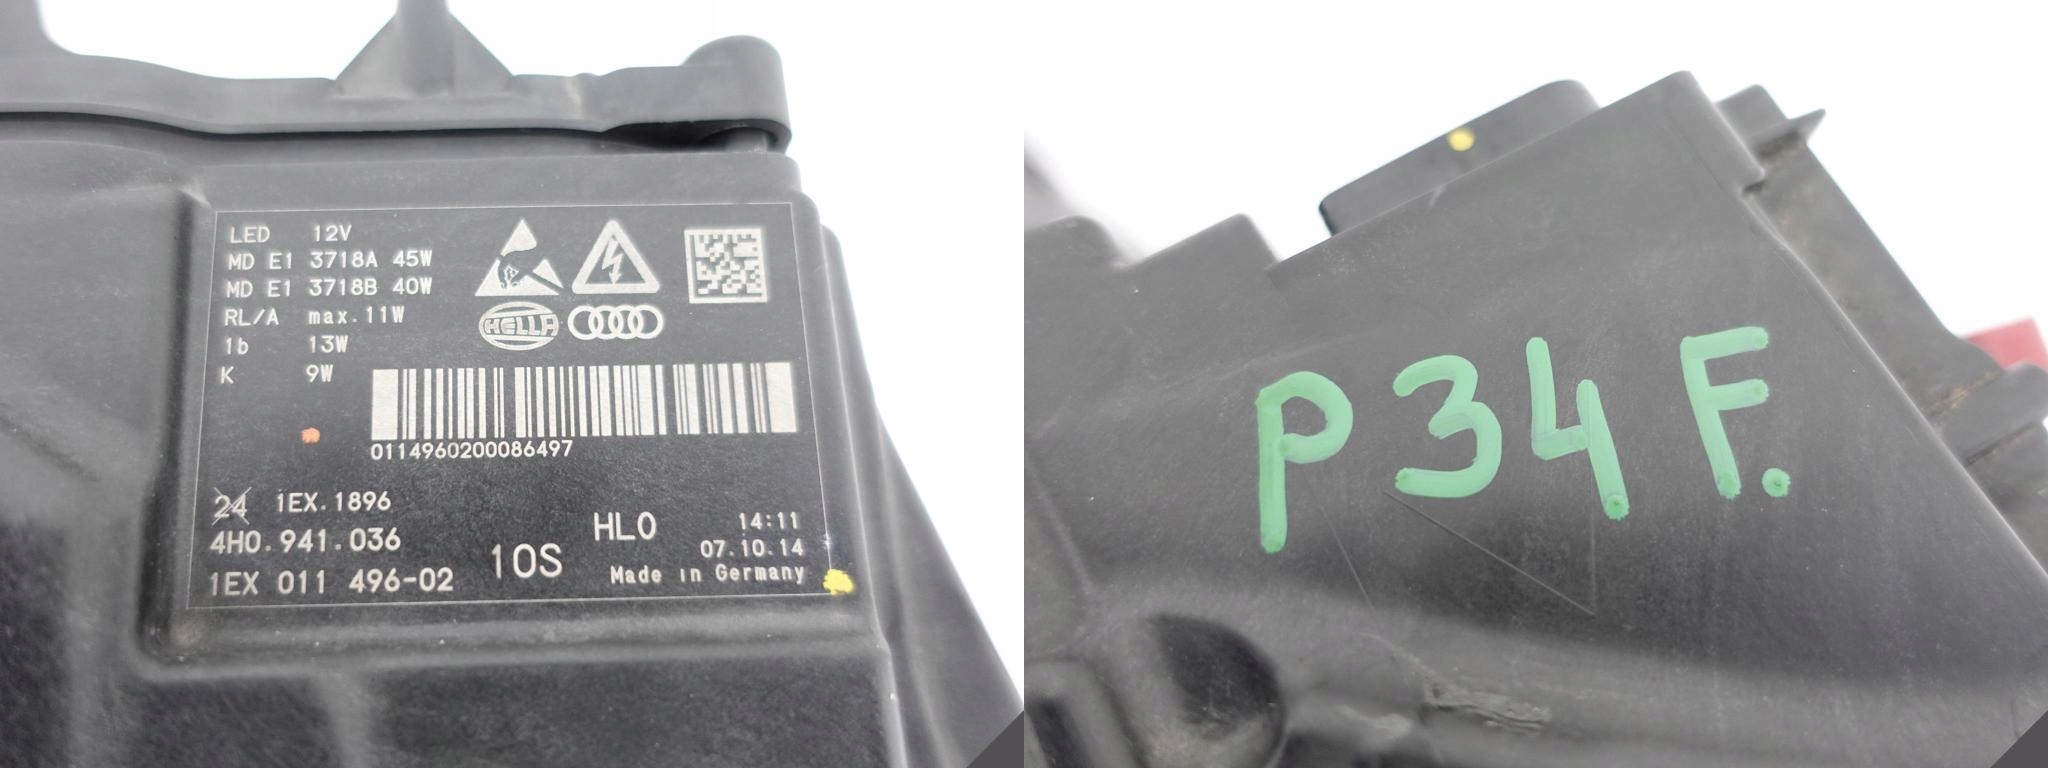 LED 12V
MD E1 3718A 45W
MD E1 3718B 40W
RL/A max.11W
1b 13W
K 9W
HELLA
0114960200086497
24 1EX.1896
4H0.941.036
1EX 011 496-02
10S
HL0
14:11
07.10.14
Made in Germany
P34F.